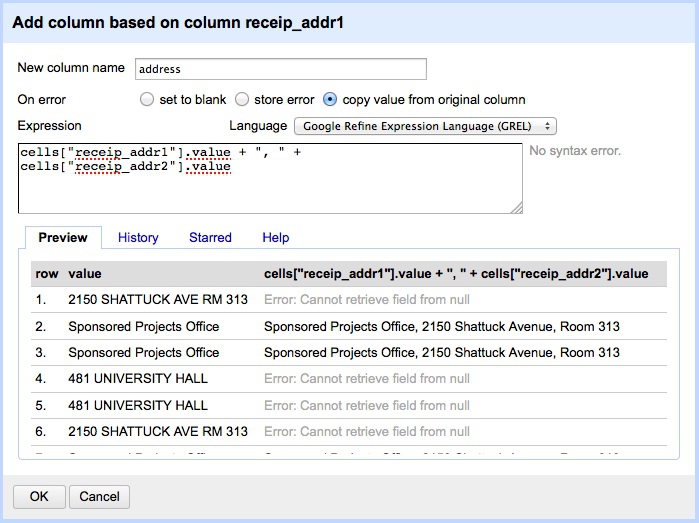 Add column based on column receip_addr1
New column name address
On error set to blank store error copy value from original column
Expression Language Google Refine Expression Language (GREL)
cells["receip_addr1"].value + ", " + No syntax error.
cells["receip_addr2"].value
Preview History Starred Help
row value cells["receip_addr1"].value + ", " + cells["receip_addr2"].value
1. 2150 SHATTUCK AVE RM 313 Error: Cannot retrieve field from null
2. Sponsored Projects Office Sponsored Projects Office, 2150 Shattuck Avenue, Room 313
3. Sponsored Projects Office Sponsored Projects Office, 2150 Shattuck Avenue, Room 313
4. 481 UNIVERSITY HALL Error: Cannot retrieve field from null
5. 481 UNIVERSITY HALL Error: Cannot retrieve field from null
6. 2150 SHATTUCK AVE RM 313 Error: Cannot retrieve field from null
OK Cancel